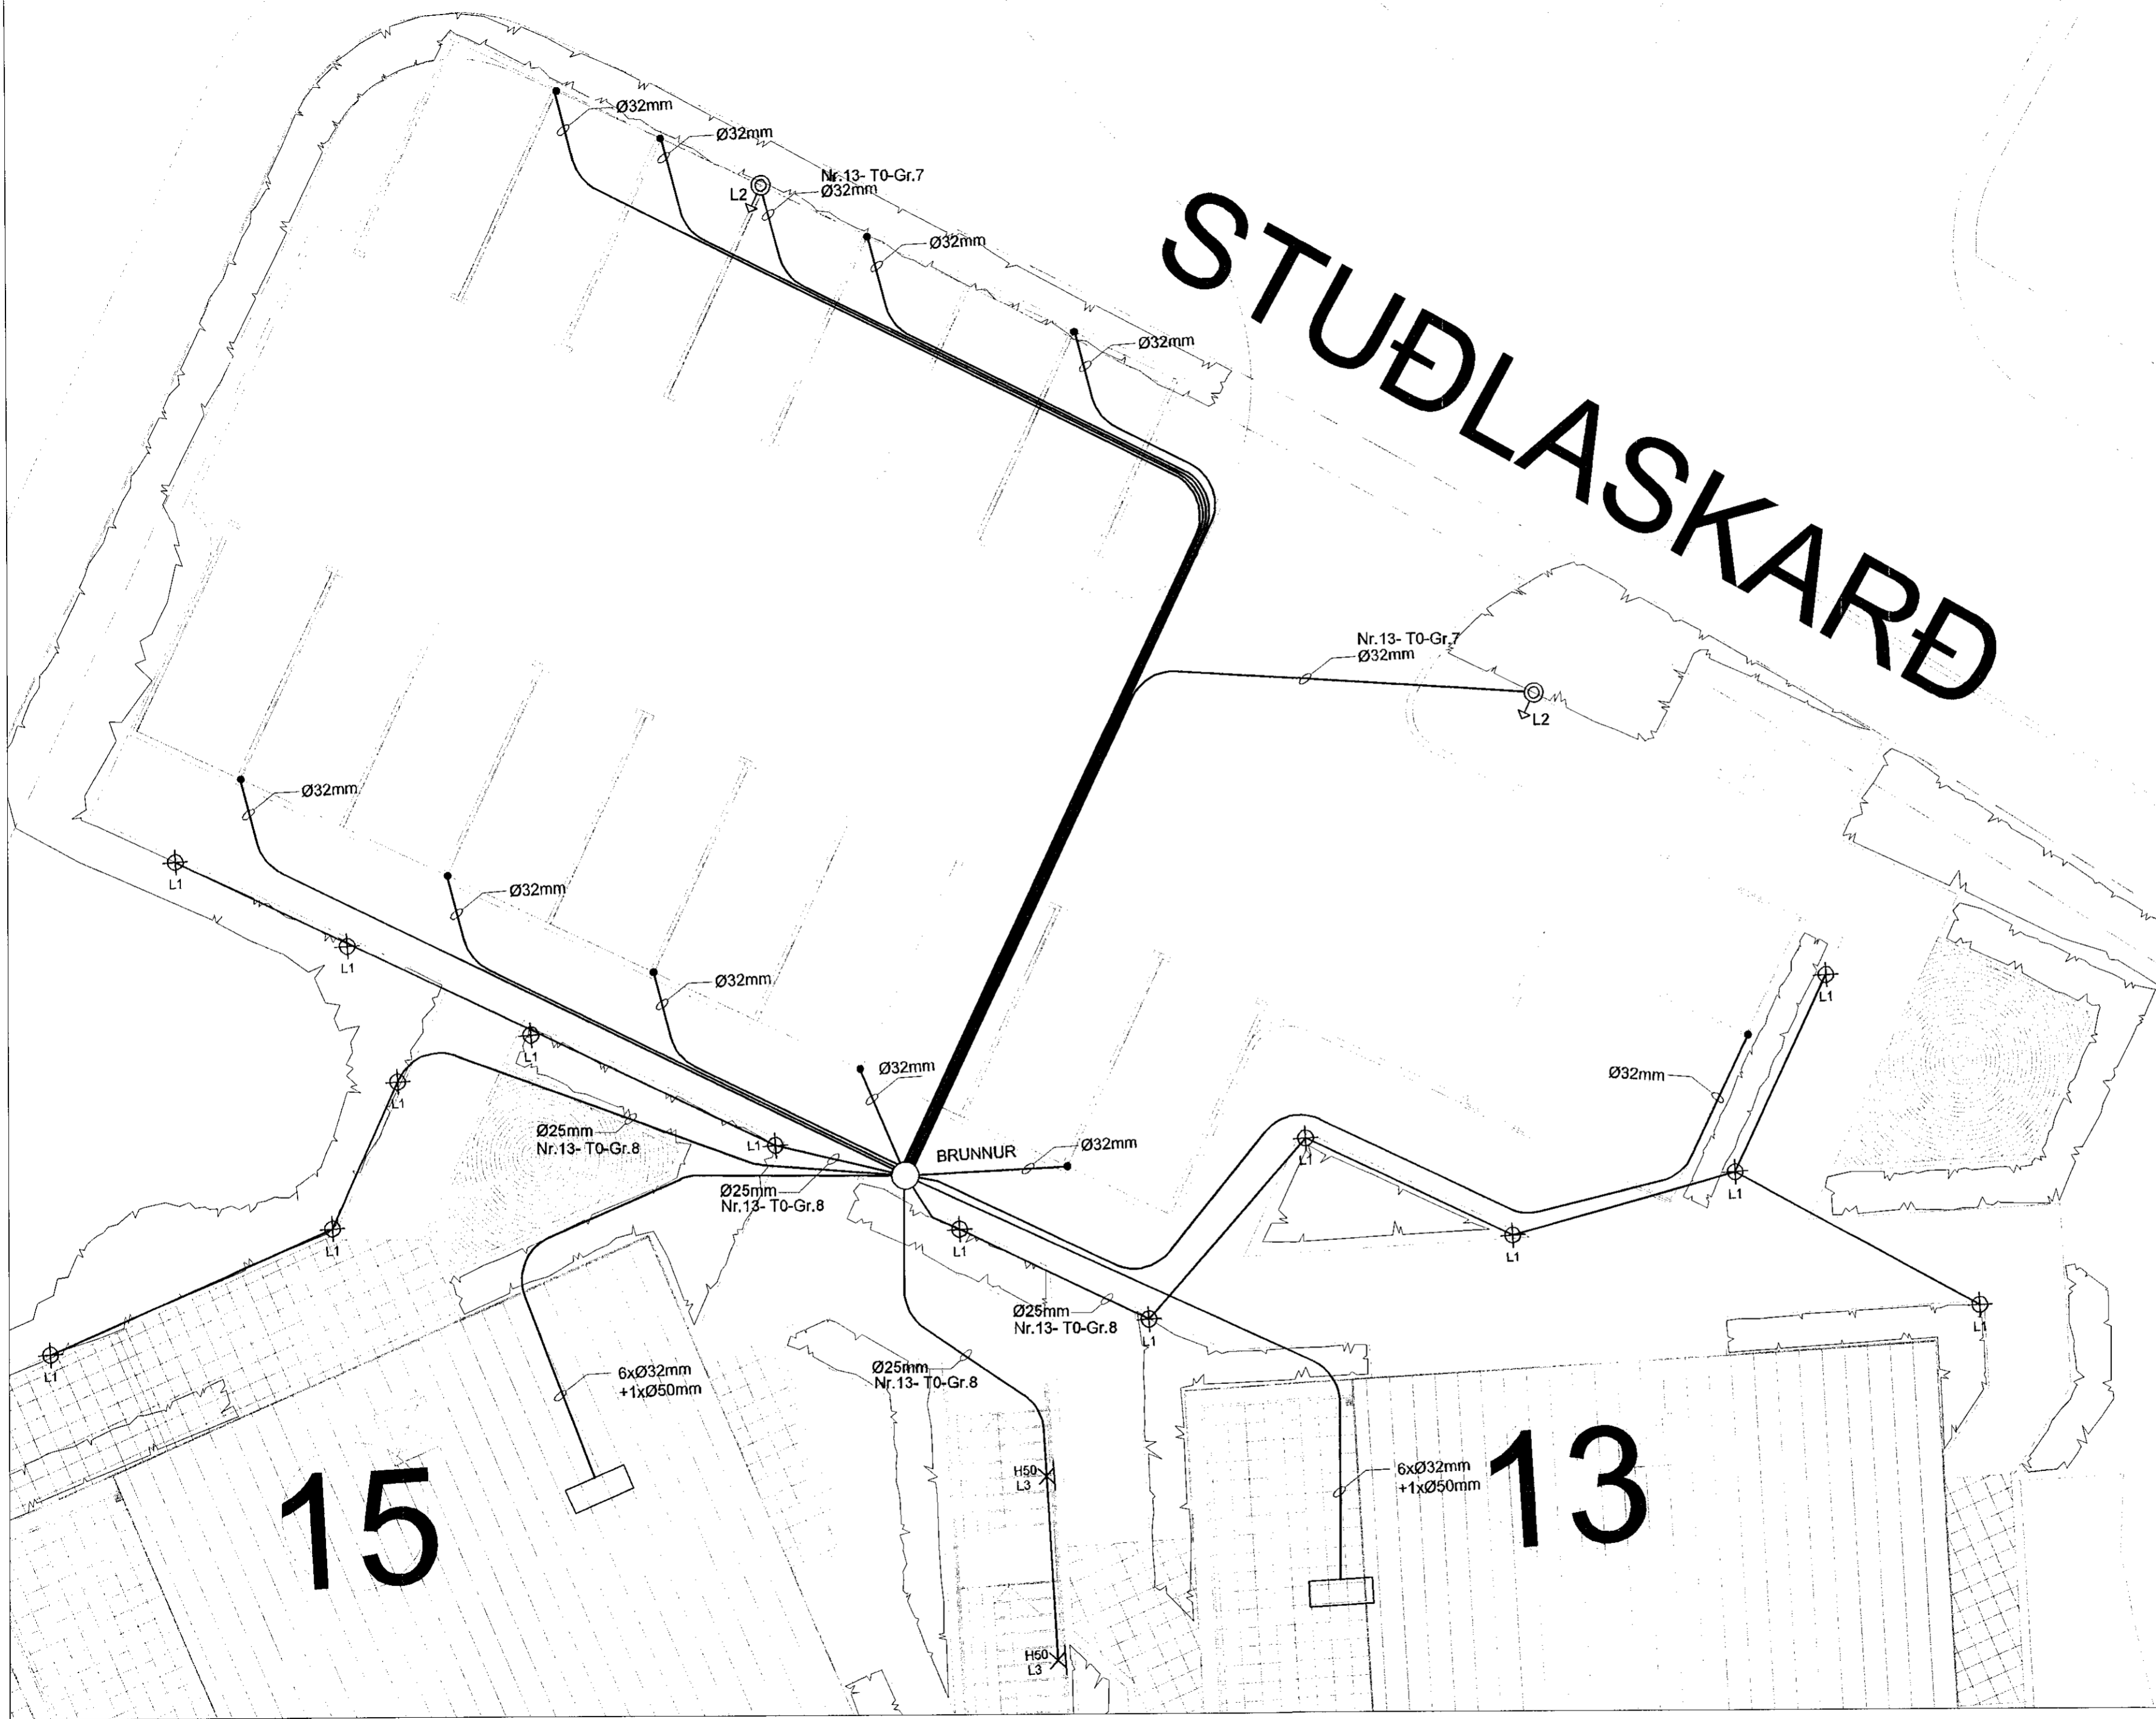 Ø32mm
Ø32mm
Nr.13- T0-Gr.7
Ø32mm
L2
Ø32mm
Ø32mm
STUÐLASKARÐ
Nr.13- T0-Gr.7
Ø32mm
L2
Ø32mm
L1
Ø32mm
L1
Ø32mm
L1
L1
L1
Ø32mm
Ø32mm
L1
Ø25mm
Nr.13- T0-Gr.8
L1
BRUNNUR
Ø32mm
L1
L1
Ø25mm
Nr.13- T0-Gr.8
L1
L1
L1
Ø25mm
Nr.13- T0-Gr.8
L1
L1
L1
6xØ32mm
+1xØ50mm
Ø25mm
Nr.13- T0-Gr.8
15
H50
L3
6xØ32mm
+1xØ50mm
13
H50
L3